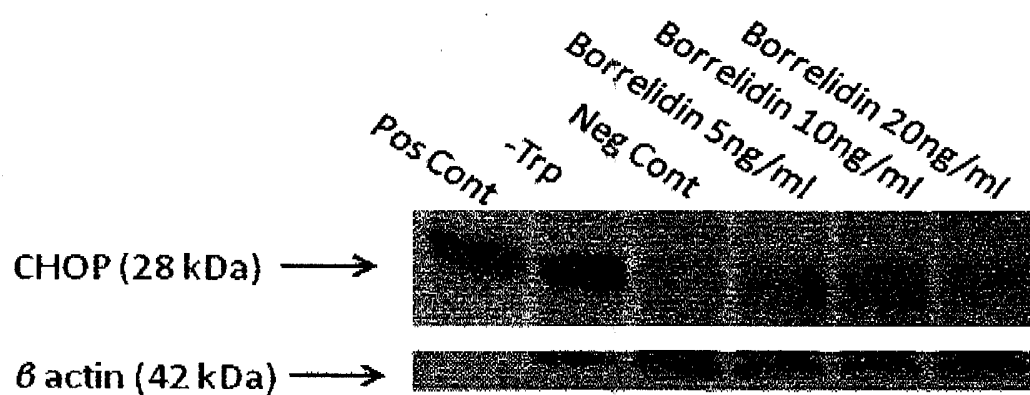 Pos Cont
-Trp
Neg Cont
Borrelidin 5ng/ml
Borrelidin 10ng/ml
Borrelidin 20ng/ml
CHOP (28 kDa)
β actin (42 kDa)